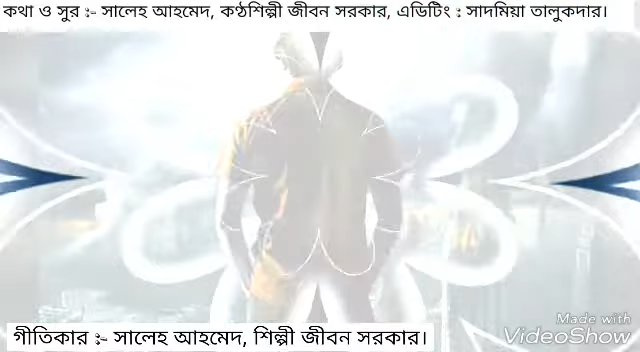 কথা ও সুর :- সালেহ আহমেদ, কণ্ঠশিল্পী জীবন সরকার, এডিটিং : সাদমিয়া তালুকদার।
গীতিকার :- সালেহ আহমেদ, শিল্পী জীবন সরকার।
Made with
VideoShow